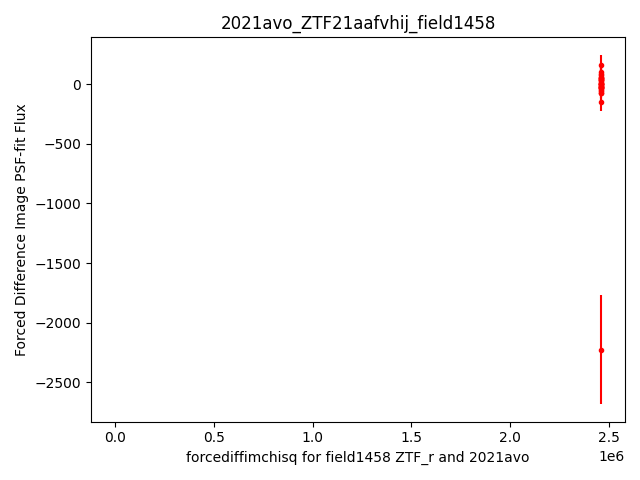 2021avo_ZTF21aafvhij_field1458
Forced Difference Image PSF-fit Flux
0
−500
−1000
−1500
−2000
−2500
0.0 0.5 1.0 1.5 2.0 2.5
1e6
forcediffimchisq for field1458 ZTF_r and 2021avo